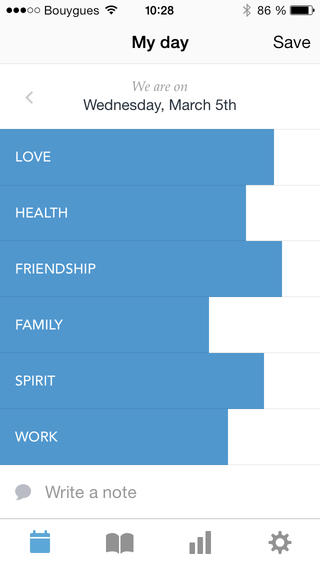 Bouygues 10:28 86 %
My day Save
We are on
Wednesday, March 5th
LOVE
HEALTH
FRIENDSHIP
FAMILY
SPIRIT
WORK
Write a note